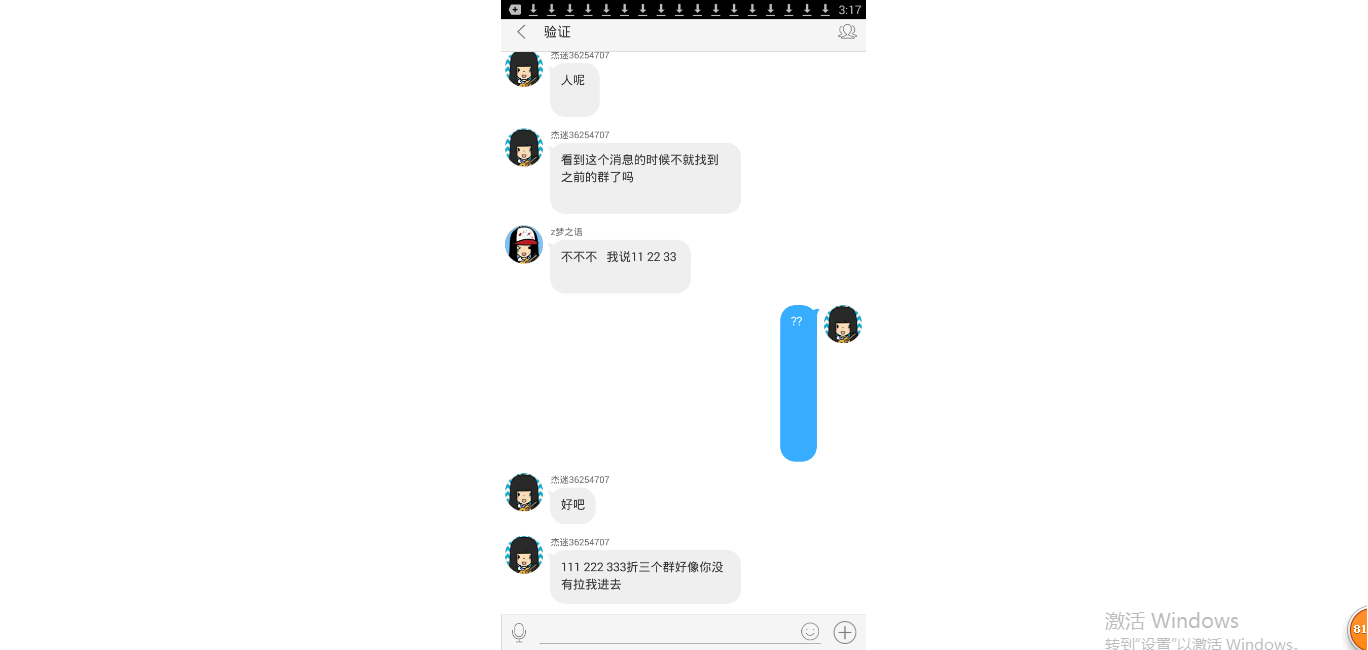 3:17
验证
杰迷36254707
人呢
杰迷36254707
看到这个消息的时候不就找到
之前的群了吗
z梦之语
不不不 我说11 22 33
??
杰迷36254707
好吧
杰迷36254707
111 222 333折三个群好像你没
有拉我进去
激活 Windows
转到"设置"以激活 Windows。
81